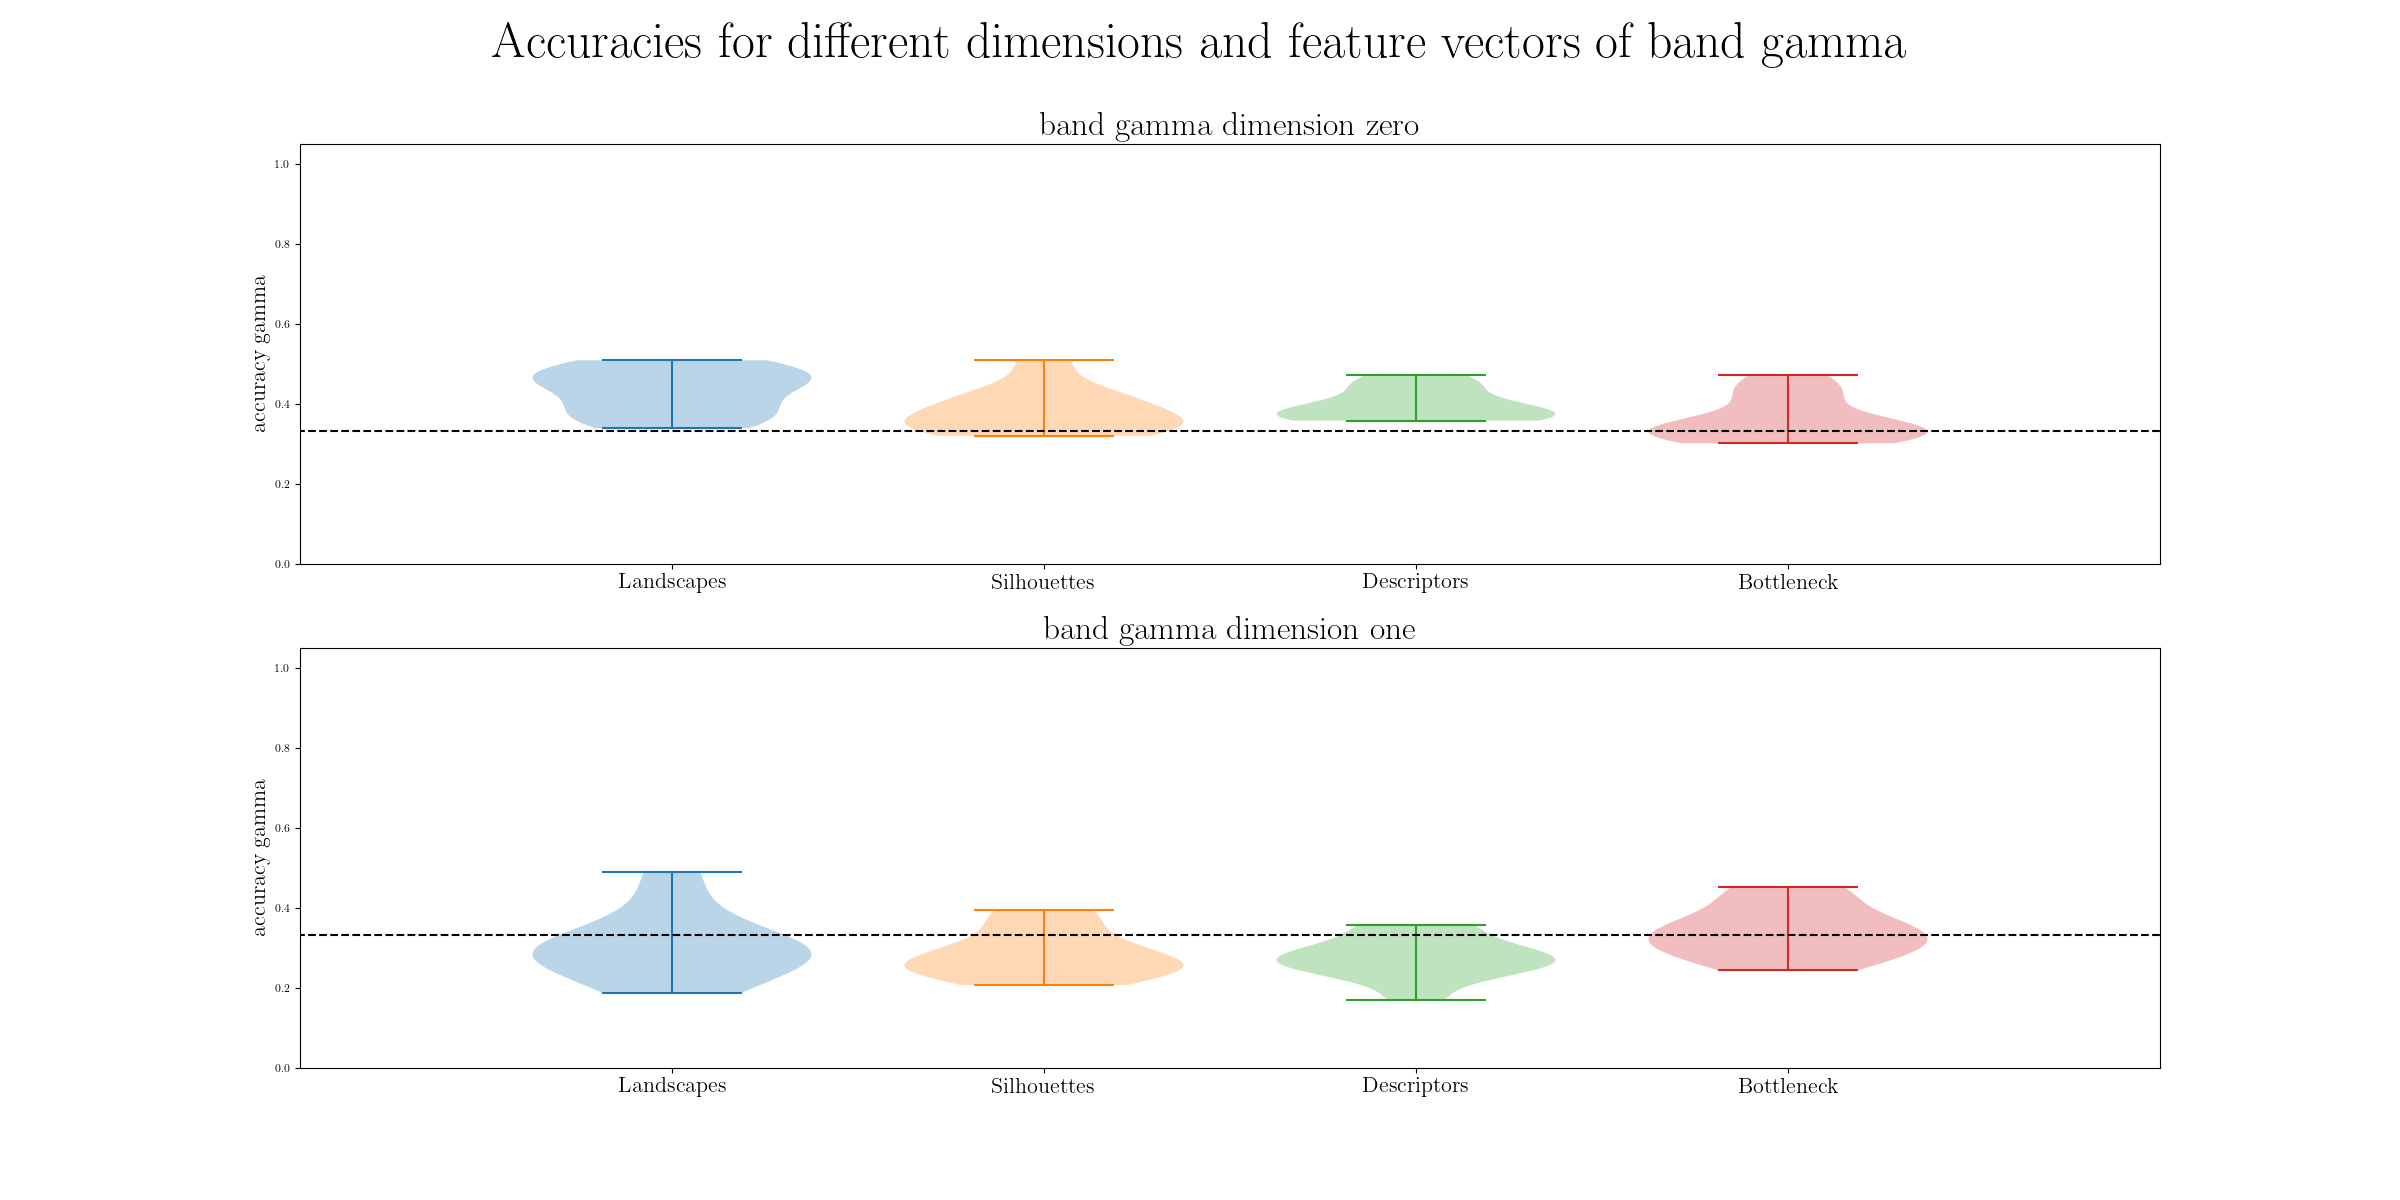 Accuracies for different dimensions and feature vectors of band gamma
band gamma dimension zero
accuracy gamma
1.0
0.8
0.6
0.4
0.2
0.0
Landscapes Silhouettes Descriptors Bottleneck
band gamma dimension one
accuracy gamma
1.0
0.8
0.6
0.4
0.2
0.0
Landscapes Silhouettes Descriptors Bottleneck